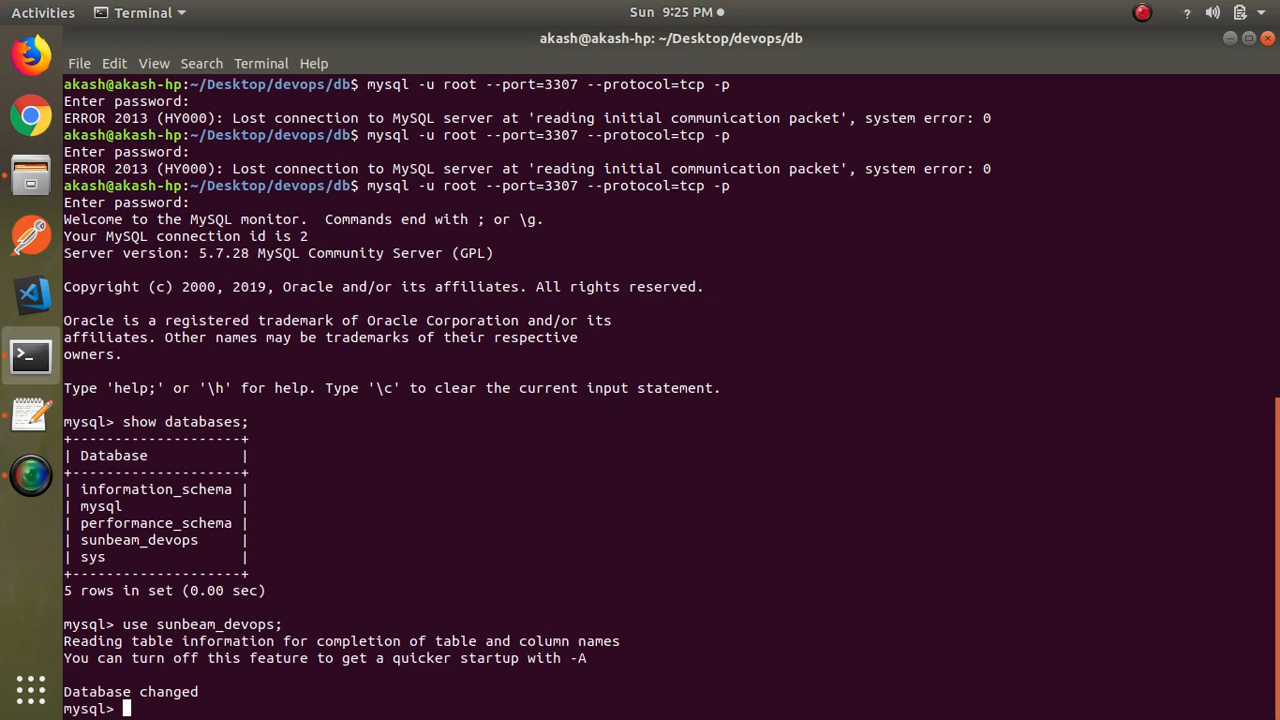 Activities Terminal Sun 9:25 PM ?
akash@akash-hp: ~/Desktop/devops/db
File Edit View Search Terminal Help
akash@akash-hp:~/Desktop/devops/db$ mysql -u root --port=3307 --protocol=tcp -p
Enter password:
ERROR 2013 (HY000): Lost connection to MySQL server at 'reading initial communication packet', system error: 0
akash@akash-hp:~/Desktop/devops/db$ mysql -u root --port=3307 --protocol=tcp -p
Enter password:
ERROR 2013 (HY000): Lost connection to MySQL server at 'reading initial communication packet', system error: 0
akash@akash-hp:~/Desktop/devops/db$ mysql -u root --port=3307 --protocol=tcp -p
Enter password:
Welcome to the MySQL monitor.  Commands end with ; or \g.
Your MySQL connection id is 2
Server version: 5.7.28 MySQL Community Server (GPL)
Copyright (c) 2000, 2019, Oracle and/or its affiliates. All rights reserved.
Oracle is a registered trademark of Oracle Corporation and/or its
affiliates. Other names may be trademarks of their respective
owners.
Type 'help;' or '\h' for help. Type '\c' to clear the current input statement.
mysql> show databases;
+--------------------+
| Database           |
+--------------------+
| information_schema |
| mysql              |
| performance_schema |
| sunbeam_devops     |
| sys                |
+--------------------+
5 rows in set (0.00 sec)
mysql> use sunbeam_devops;
Reading table information for completion of table and column names
You can turn off this feature to get a quicker startup with -A
Database changed
mysql>